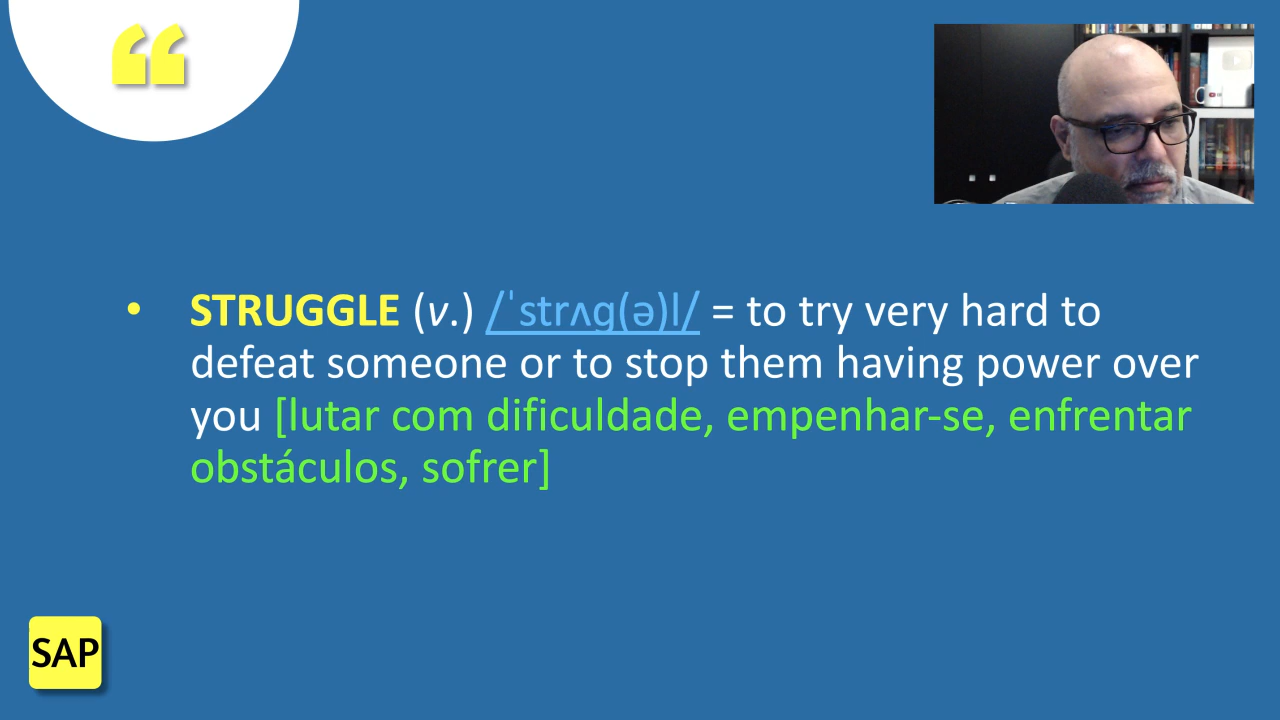 • STRUGGLE (v.) /ˈstrʌg(ə)l/ = to try very hard to
defeat someone or to stop them having power over
you [lutar com dificuldade, empenhar-se, enfrentar
obstáculos, sofrer]
SAP